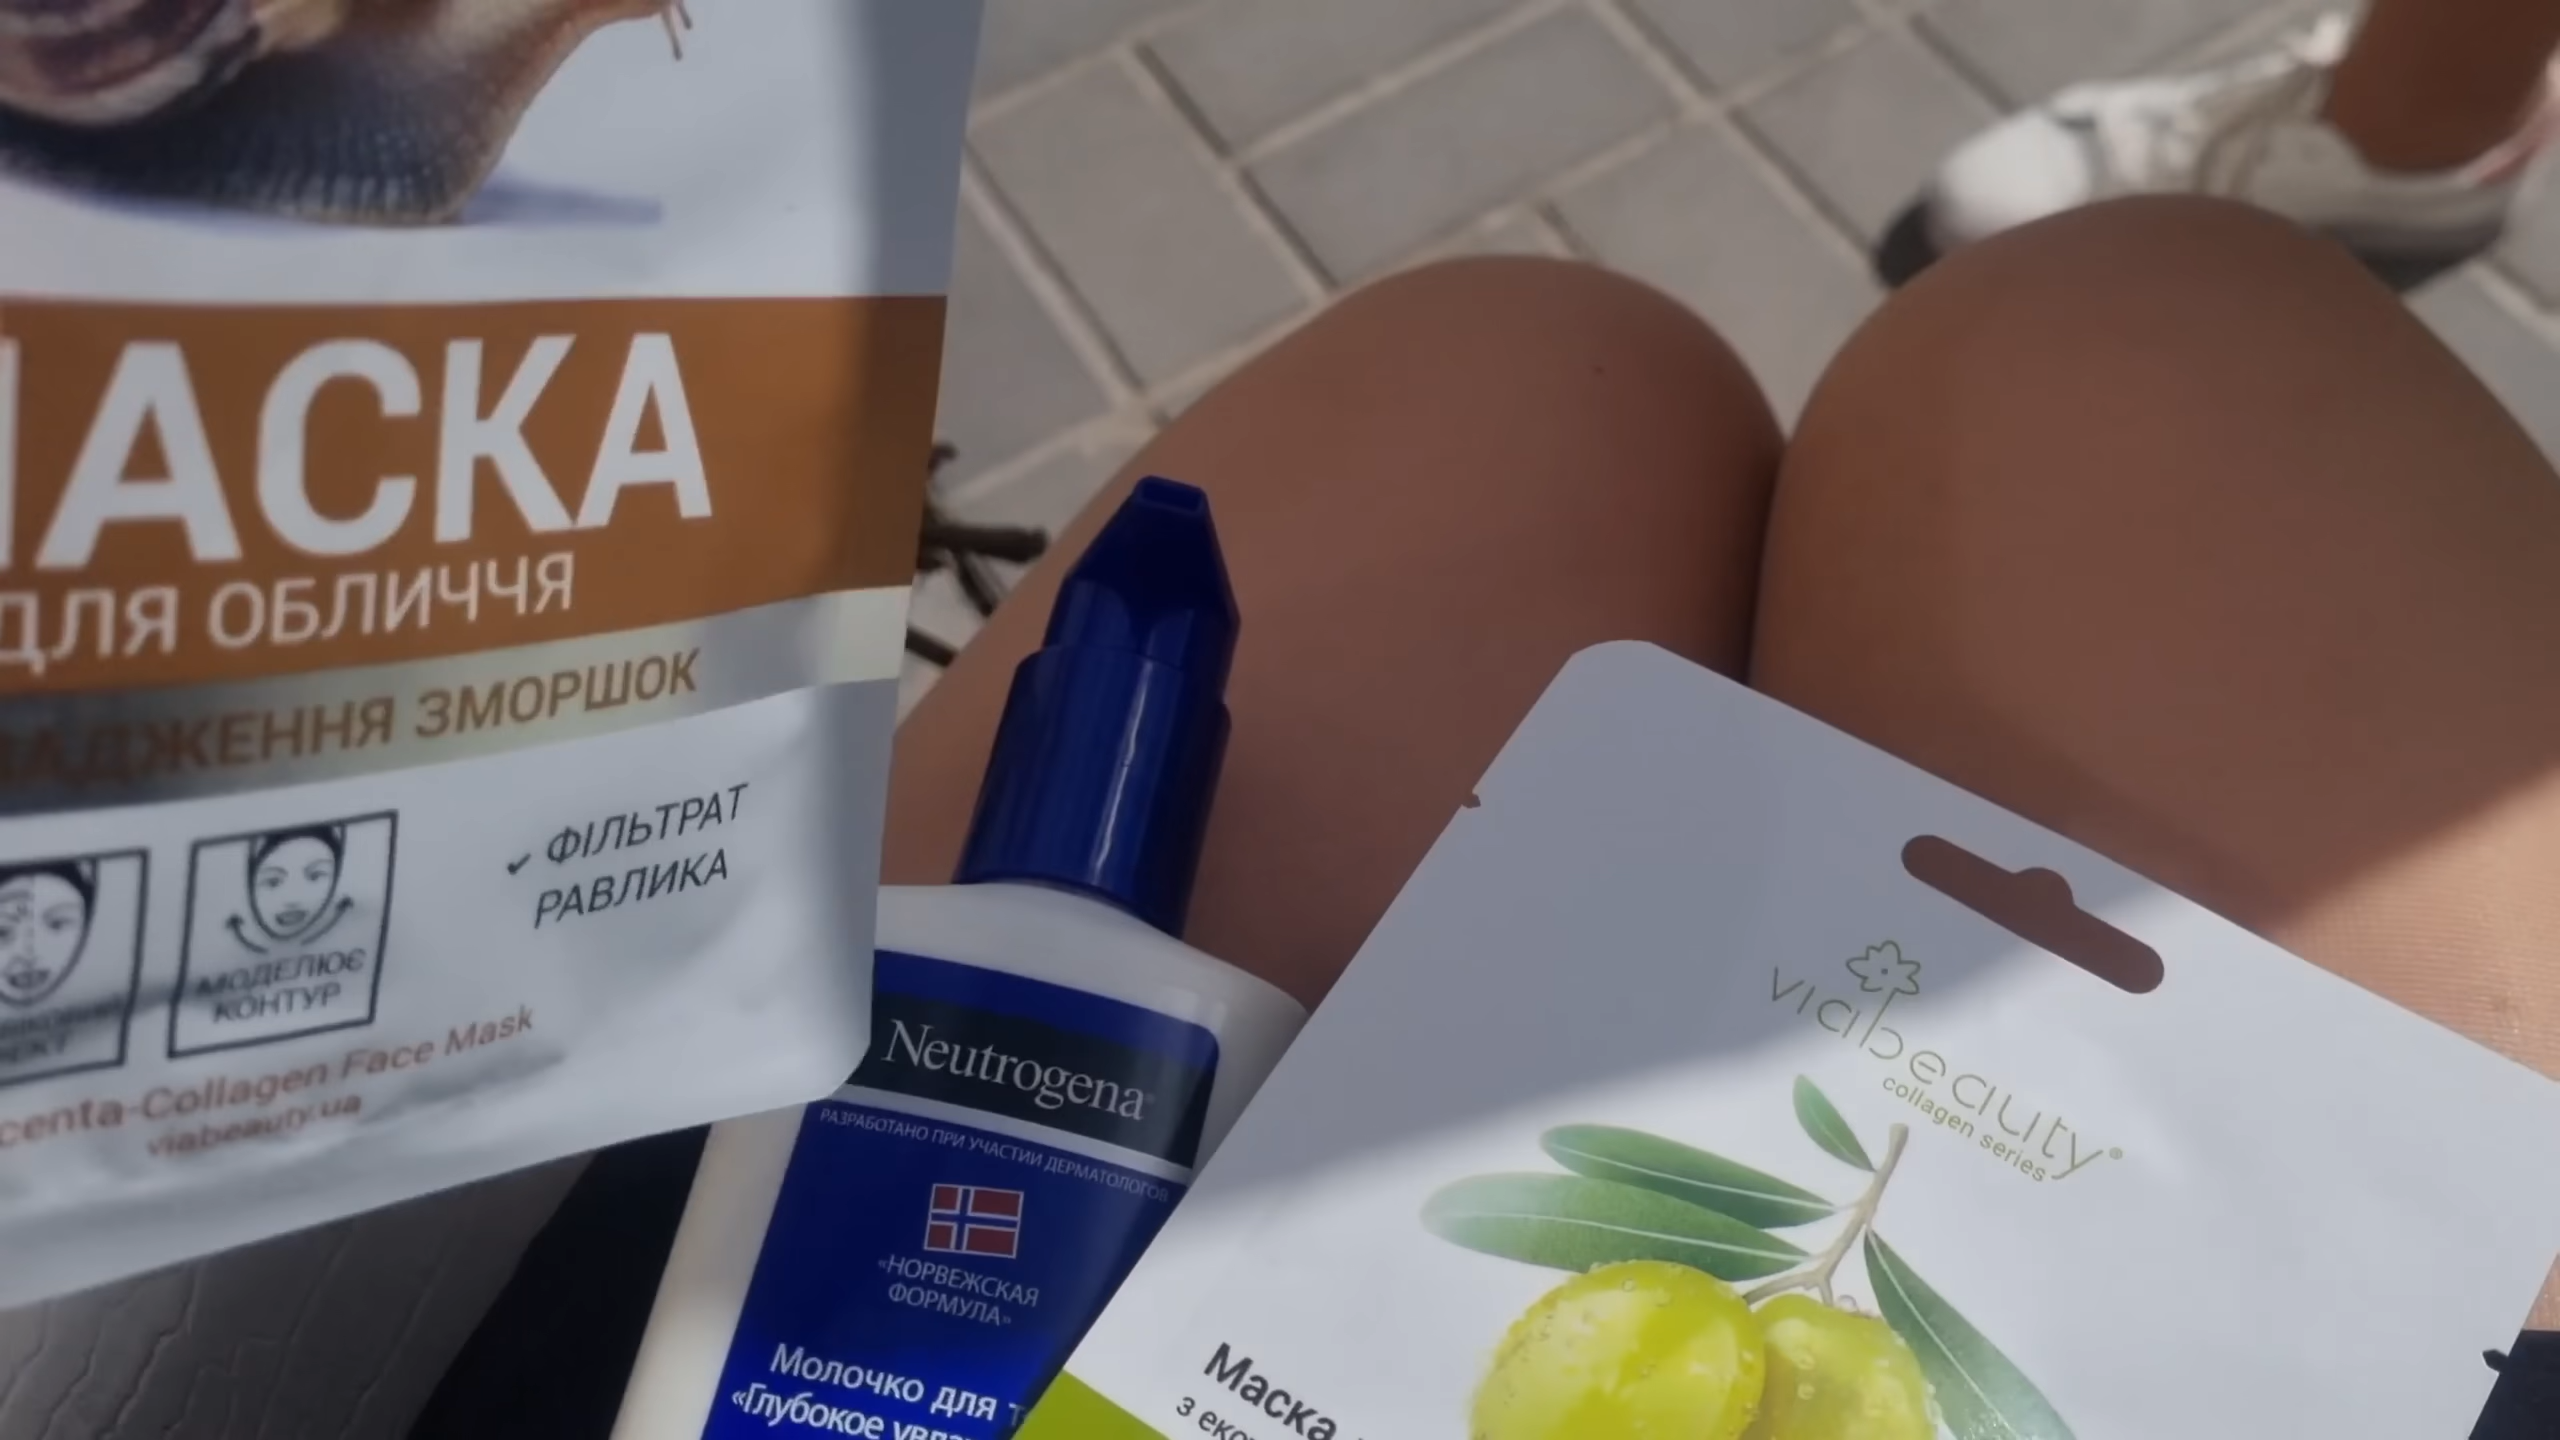 МАСКА
ДЛЯ ОБЛИЧЧЯ
ЗМОРШОК
✓ ФІЛЬТРАТ
РАВЛИКА
МОДЕЛЮЄ
КОНТУР
Collagen Face Mask
viabeauty.ua
Neutrogena
РАЗРАБОТАНО ПРИ УЧАСТИИ ДЕРМАТОЛОГОВ
«НОРВЕЖСКАЯ
ФОРМУЛА»
Молочко для
«Глубокое
viabeauty®
collagen series
Маска
з